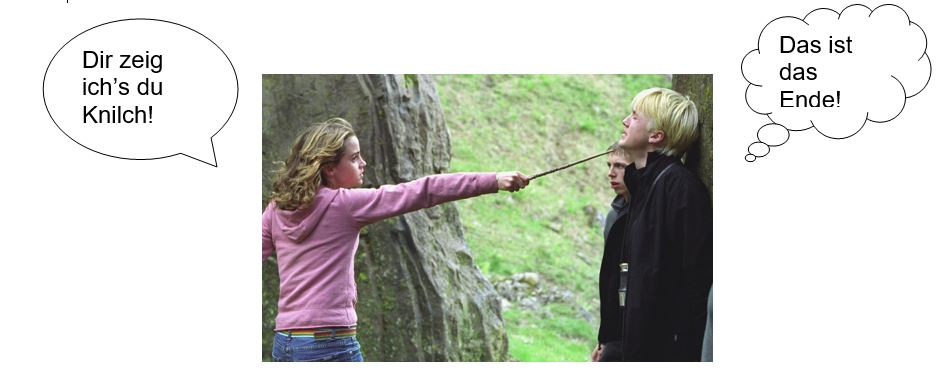 Dir zeig
ich's du
Knilch!
Das ist
das
Ende!